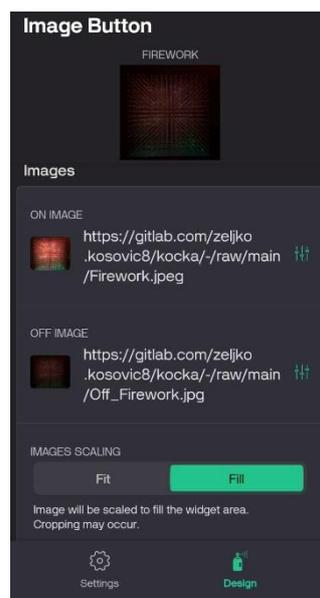 Image Button
FIREWORK
Images
ON IMAGE
https://gitlab.com/zeljko
.kosovic8/kocka/-/raw/main
/Firework.jpeg
OFF IMAGE
https://gitlab.com/zeljko
.kosovic8/kocka/-/raw/main
/Off_Firework.jpg
IMAGES SCALING
Fit
Fill
Image will be scaled to fill the widget area.
Cropping may occur.
Settings
Design